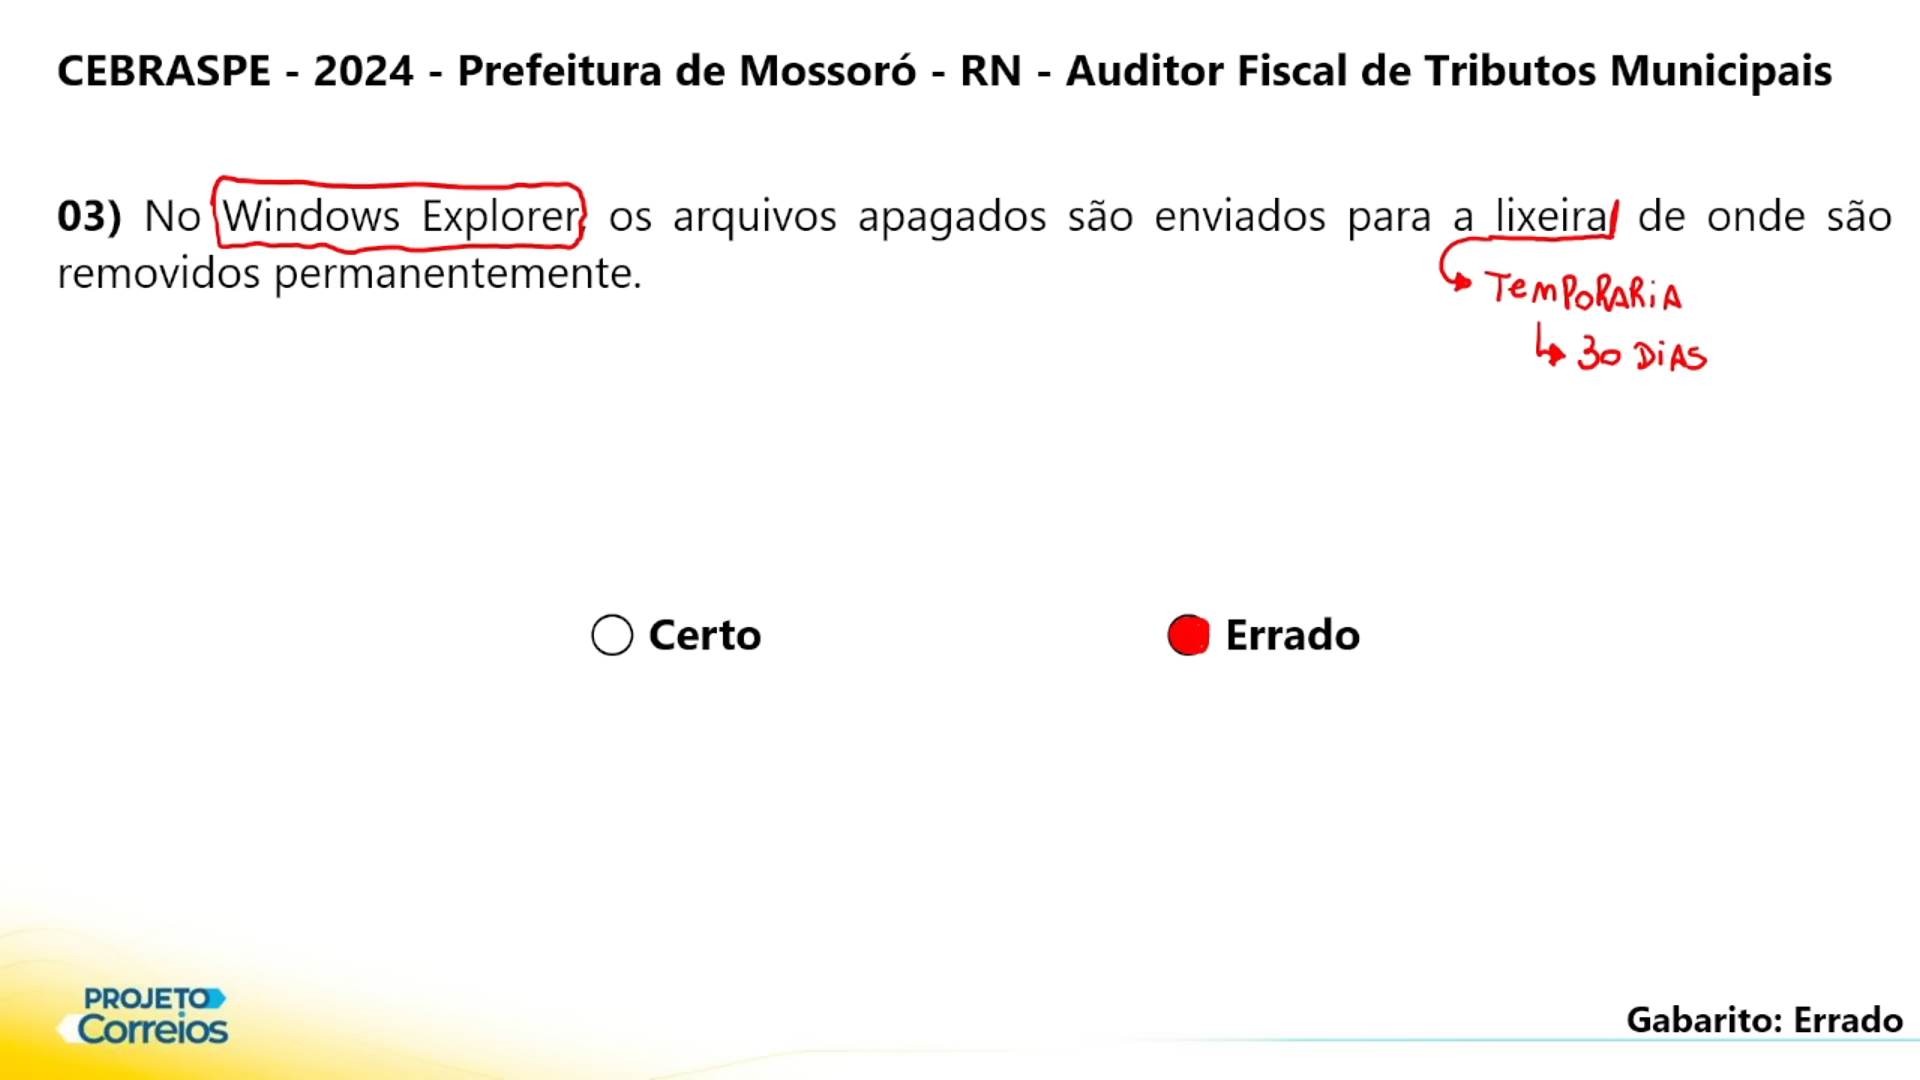 CEBRASPE - 2024 - Prefeitura de Mossoró - RN - Auditor Fiscal de Tributos Municipais
03) No Windows Explorer, os arquivos apagados são enviados para a lixeira, de onde são
removidos permanentemente.
TEMPORARIA
30 DIAS
Certo
Errado
PROJETO
Correios
Gabarito: Errado